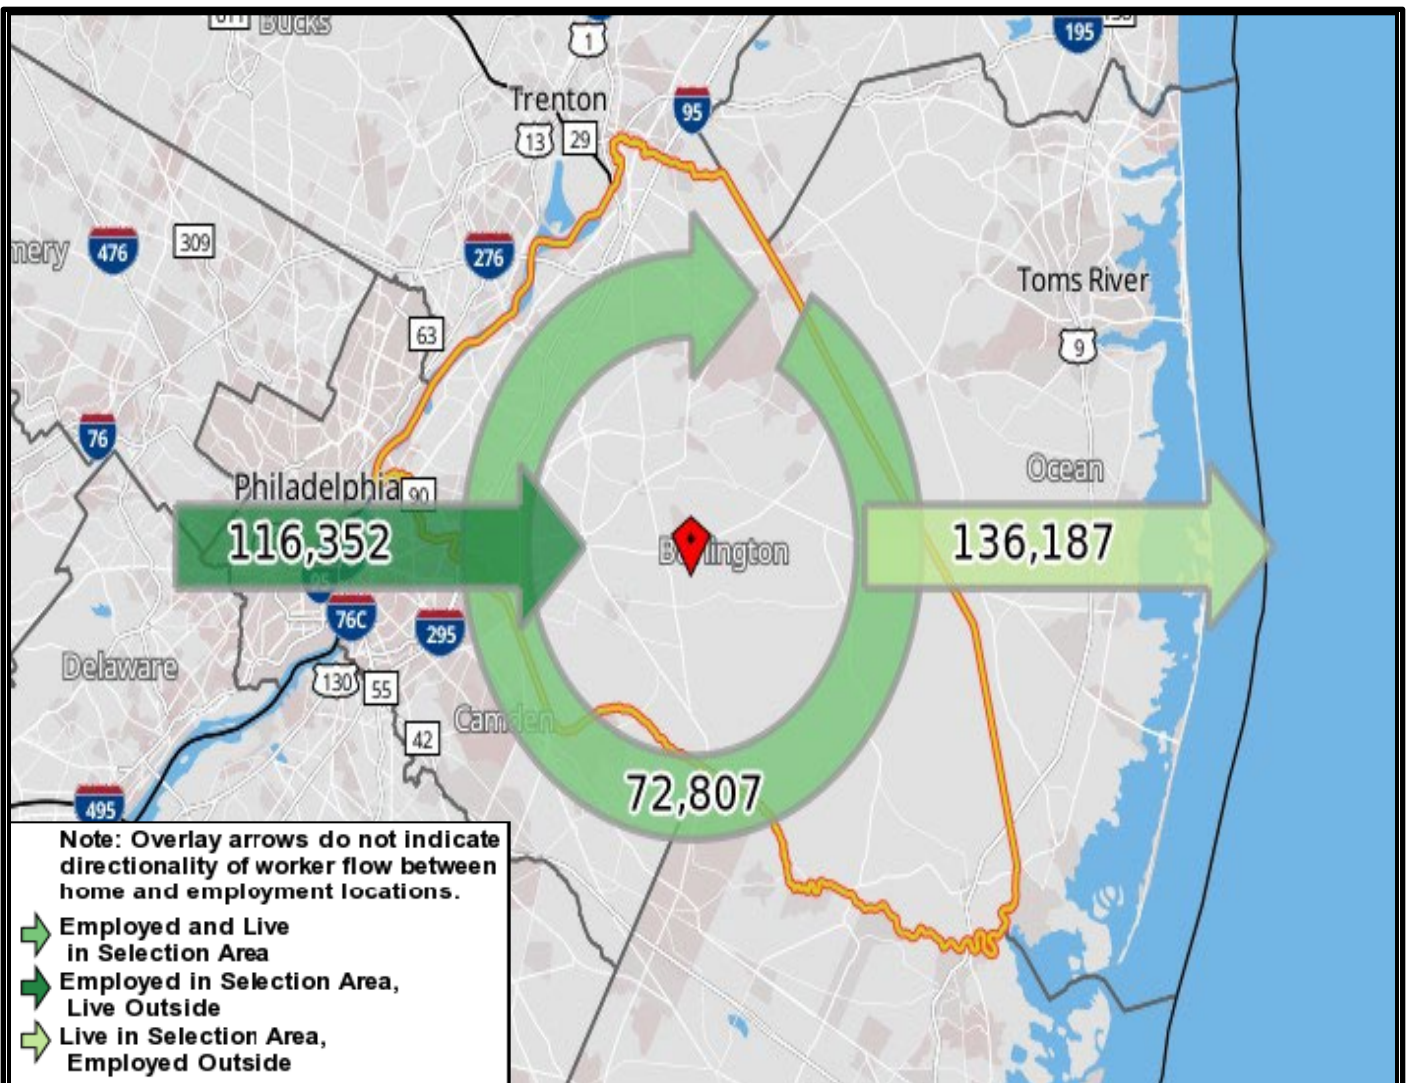 Bucks
1
195
Trenton
95
13
29
mery
476
309
276
Toms River
63
9
76
Ocean
Philadelphia
90
116,352
136,187
Burlington
95
76C
295
Delaware
130
55
Camden
42
72,807
495
Note: Overlay arrows do not indicate
directionality of worker flow between
home and employment locations.
Employed and Live
in Selection Area
Employed in Selection Area,
Live Outside
Live in Selection Area,
Employed Outside